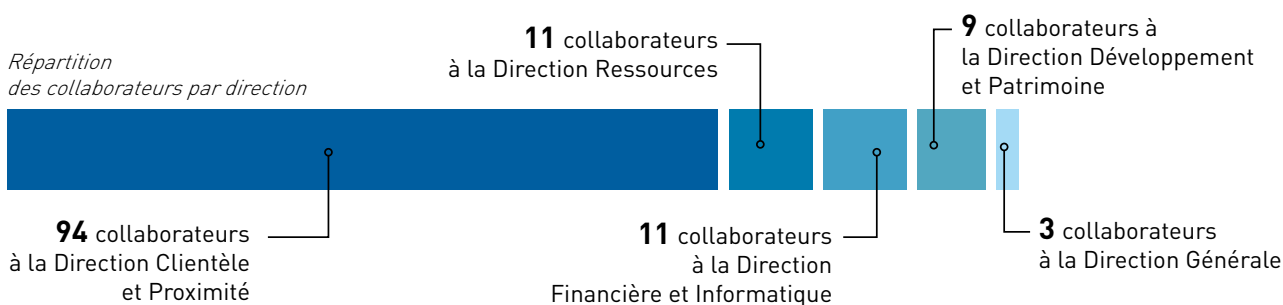 Répartition
des collaborateurs par direction
11 collaborateurs
à la Direction Ressources
9 collaborateurs à
la Direction Développement
et Patrimoine
94 collaborateurs
à la Direction Clientèle
et Proximité
11 collaborateurs
à la Direction
Financière et Informatique
3 collaborateurs
à la Direction Générale